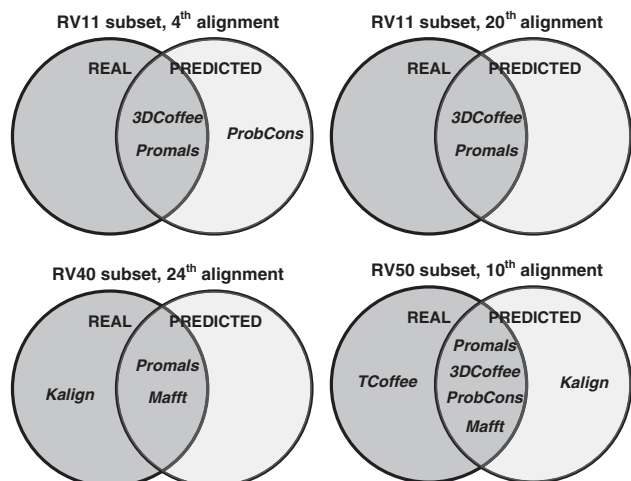 RV11 subset, 4th alignment
REAL PREDICTED
3DCoffee
ProbCons
Promals
RV11 subset, 20th alignment
REAL PREDICTED
3DCoffee
Promals
RV40 subset, 24th alignment
REAL PREDICTED
Promals
Kalign
Mafft
RV50 subset, 10th alignment
REAL PREDICTED
Promals
3DCoffee
TCoffee
Kalign
ProbCons
Mafft